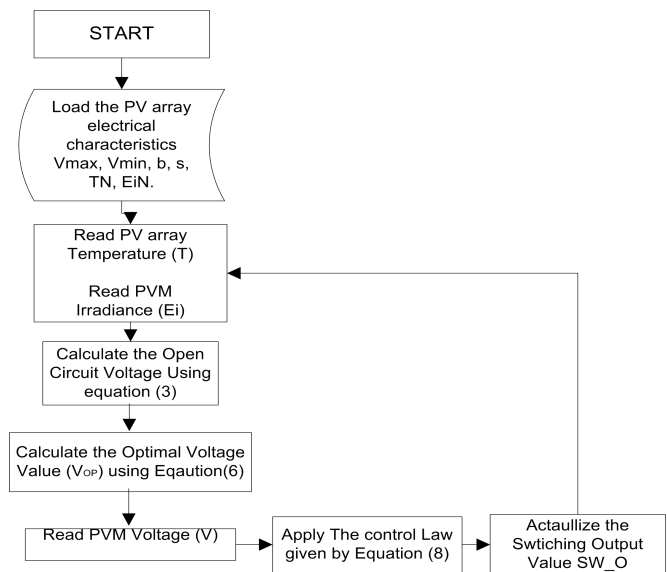 START
Load the PV array
electrical
characteristics
Vmax, Vmin, b, s,
TN, EiN.
Read PV array
Temperature (T)
Read PVM
Irradiance (Ei)
Calculate the Open
Circuit Voltage Using
equation (3)
Calculate the Optimal Voltage
Value (VOP) using Eqaution(6)
Read PVM Voltage (V)
Apply The control Law
given by Equation (8)
Actaullize the
Swtiching Output
Value SW_O